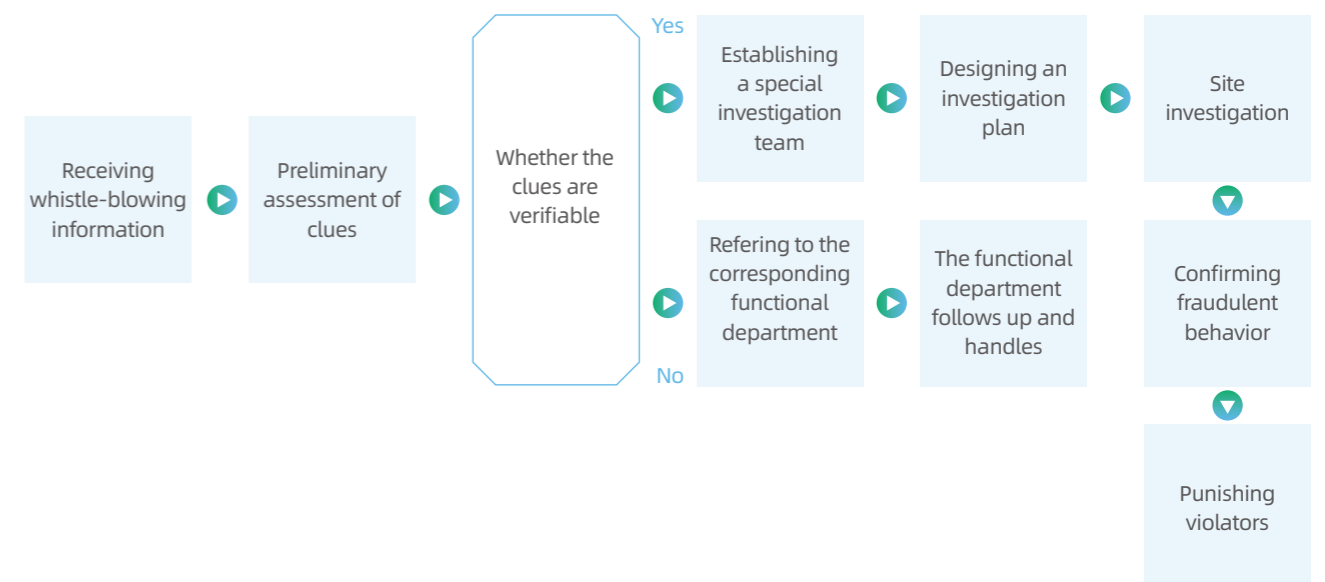 Receiving
whistle-blowing
information
Preliminary
assessment of
clues
Whether the
clues are
verifiable
Yes
Establishing
a special
investigation
team
Designing an
investigation
plan
Site
investigation
No
Refering to the
corresponding
functional
department
The functional
department
follows up and
handles
Confirming
fraudulent
behavior
Punishing
violators